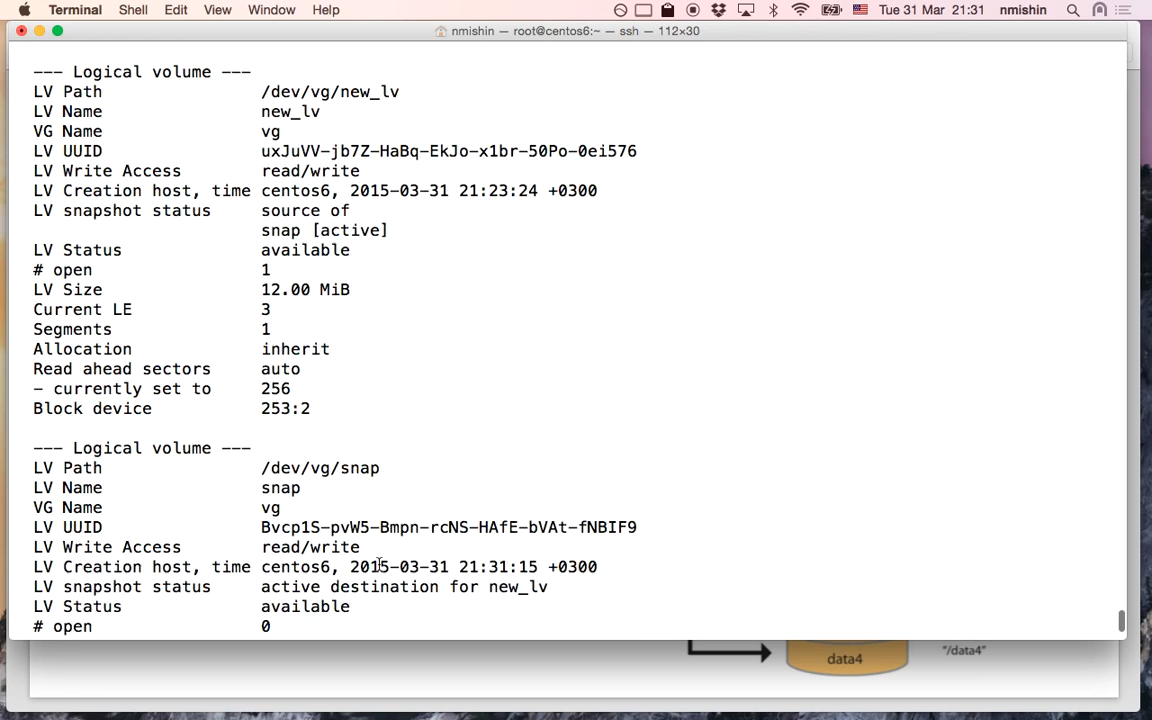 Terminal Shell Edit View Window Help Tue 31 Mar 21:31 nmishin
nmishin — root@centos6:~ — ssh — 112×30
--- Logical volume ---
LV Path /dev/vg/new_lv
LV Name new_lv
VG Name vg
LV UUID uxJuVV-jb7Z-HaBq-EkJo-x1br-50Po-0ei576
LV Write Access read/write
LV Creation host, time centos6, 2015-03-31 21:23:24 +0300
LV snapshot status source of
snap [active]
LV Status available
# open 1
LV Size 12.00 MiB
Current LE 3
Segments 1
Allocation inherit
Read ahead sectors auto
- currently set to 256
Block device 253:2
--- Logical volume ---
LV Path /dev/vg/snap
LV Name snap
VG Name vg
LV UUID Bvcp1S-pvW5-Bmpn-rcNS-HAfE-bVAt-fNBIF9
LV Write Access read/write
LV Creation host, time centos6, 2015-03-31 21:31:15 +0300
LV snapshot status active destination for new_lv
LV Status available
# open 0
data4 "/data4"